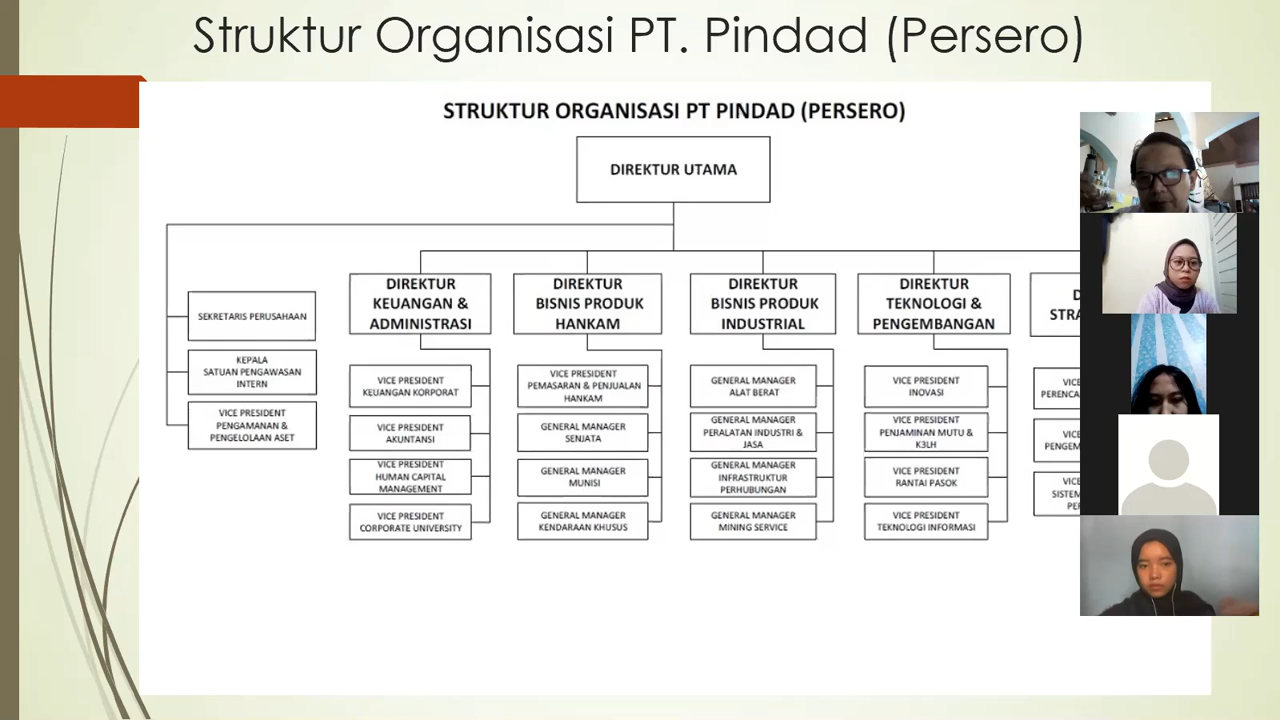 Struktur Organisasi PT. Pindad (Persero)
STRUKTUR ORGANISASI PT PINDAD (PERSERO)
DIREKTUR UTAMA
SEKRETARIS PERUSAHAAN
KEPALA
SATUAN PENGAWASAN
INTERN
VICE PRESIDENT
PENGAMANAN &
PENGELOLAAN ASET
DIREKTUR
KEUANGAN &
ADMINISTRASI
VICE PRESIDENT
KEUANGAN KORPORAT
VICE PRESIDENT
AKUNTANSI
VICE PRESIDENT
HUMAN CAPITAL
MANAGEMENT
VICE PRESIDENT
CORPORATE UNIVERSITY
DIREKTUR
BISNIS PRODUK
HANKAM
VICE PRESIDENT
PEMASARAN & PENJUALAN
HANKAM
GENERAL MANAGER
SENJATA
GENERAL MANAGER
MUNISI
GENERAL MANAGER
KENDARAAN KHUSUS
DIREKTUR
BISNIS PRODUK
INDUSTRIAL
GENERAL MANAGER
ALAT BERAT
GENERAL MANAGER
PERALATAN INDUSTRI &
JASA
GENERAL MANAGER
INFRASTRUKTUR
PERHUBUNGAN
GENERAL MANAGER
MINING SERVICE
DIREKTUR
TEKNOLOGI &
PENGEMBANGAN
VICE PRESIDENT
INOVASI
VICE PRESIDENT
PENJAMINAN MUTU &
K3LH
VICE PRESIDENT
RANTAI PASOK
VICE PRESIDENT
TEKNOLOGI INFORMASI